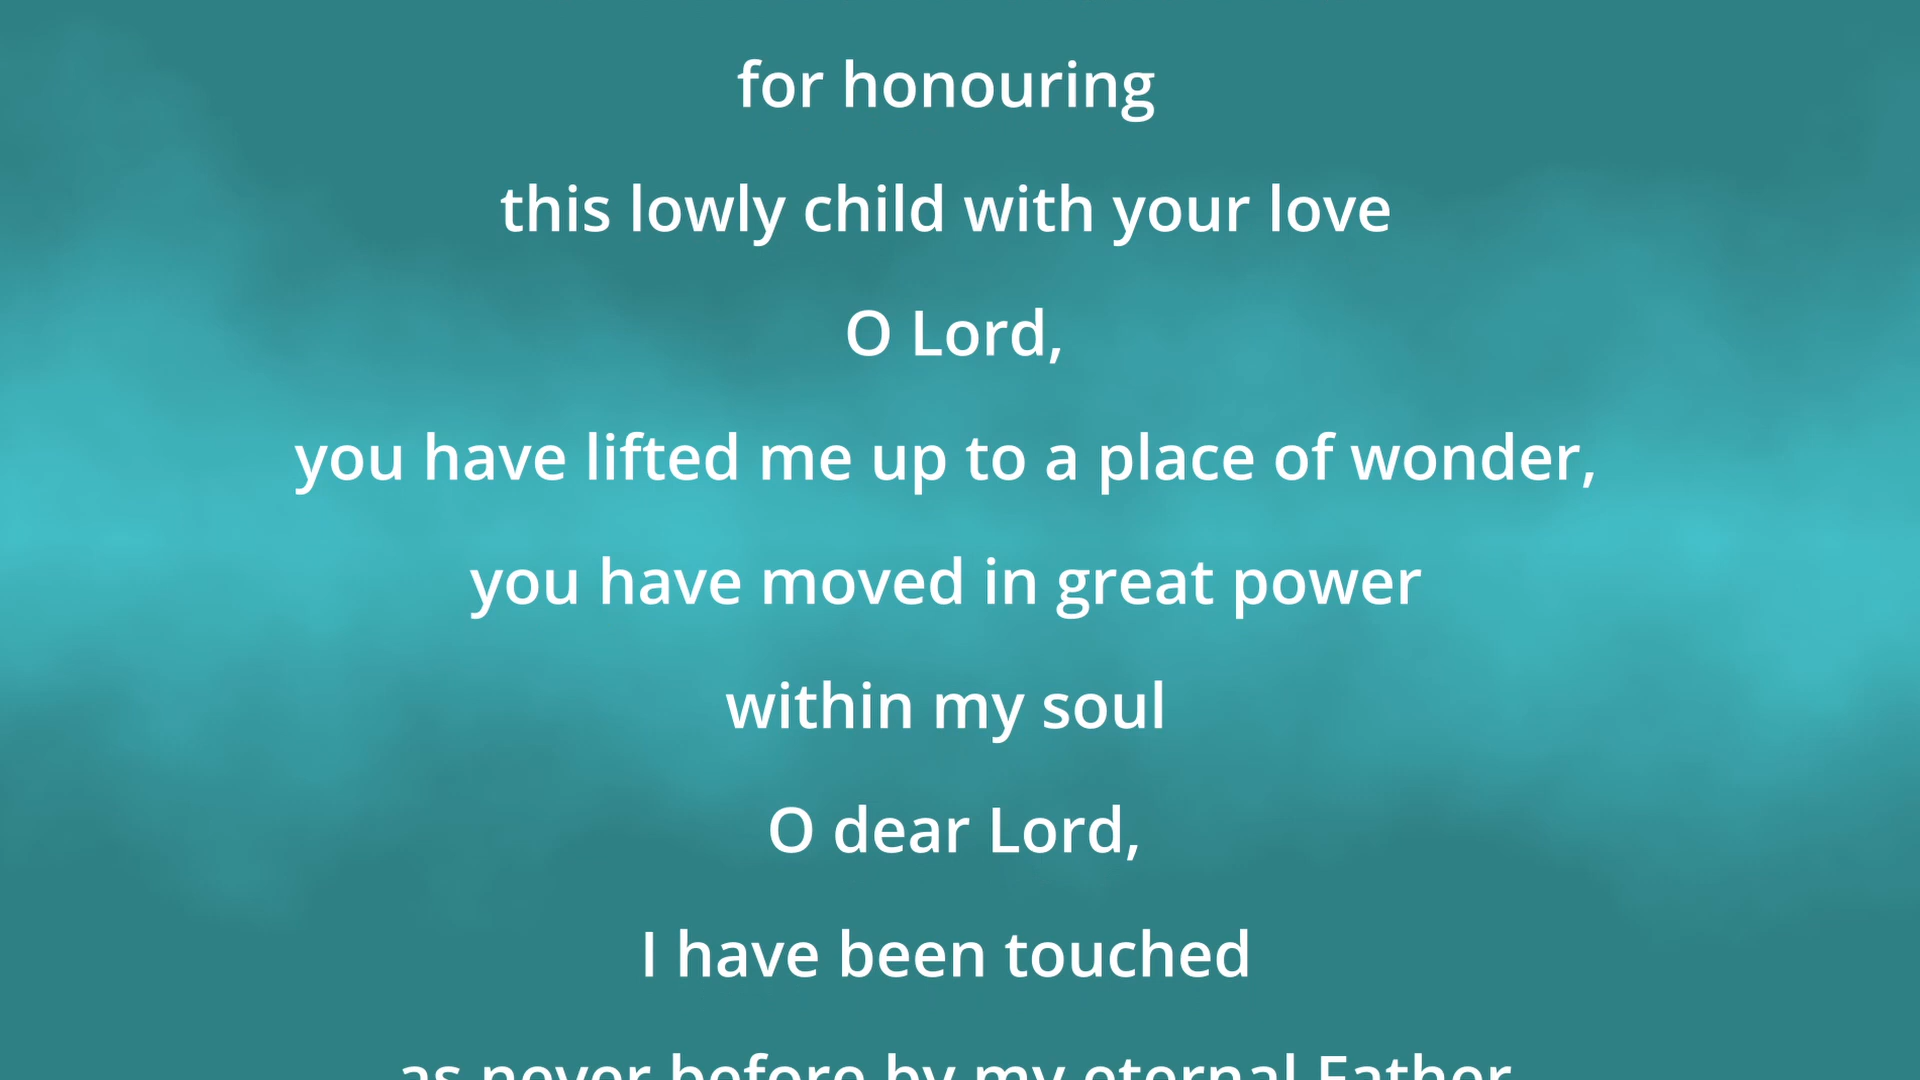 for honouring
this lowly child with your love
O Lord,
you have lifted me up to a place of wonder,
you have moved in great power
within my soul
O dear Lord,
I have been touched
as never before by my eternal Father